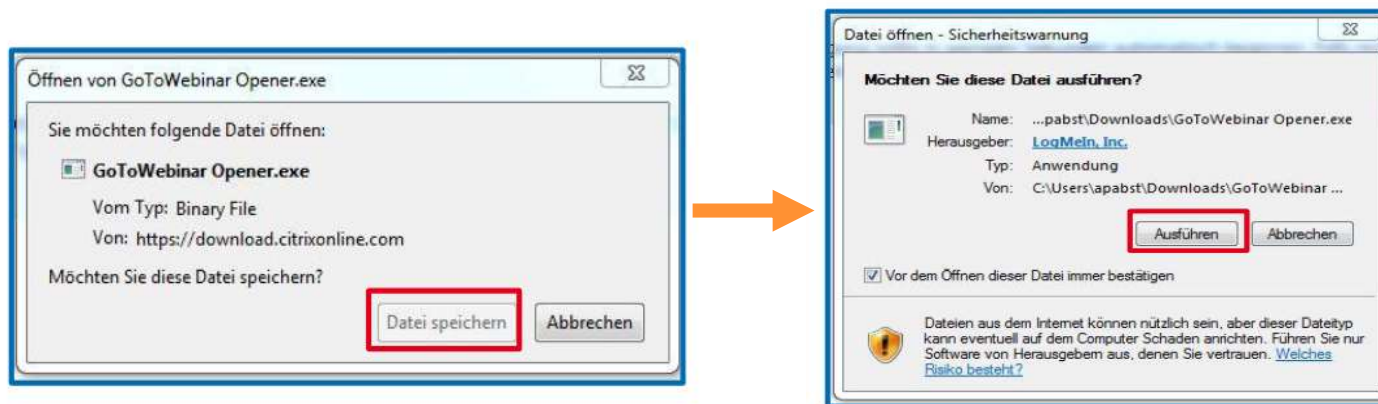 Öffnen von GoToWebinar Opener.exe
Sie möchten folgende Datei öffnen:
GoToWebinar Opener.exe
Vom Typ: Binary File
Von: https://download.citrixonline.com
Möchten Sie diese Datei speichern?
Datei speichern
Abbrechen
Datei öffnen - Sicherheitswarnung
Möchten Sie diese Datei ausführen?
Name: ...pabst\Downloads\GoToWebinar Opener.exe
Herausgeber: LogMeIn, Inc.
Typ: Anwendung
Von: C:\Users\apabst\Downloads\GoToWebinar ...
Ausführen
Abbrechen
Vor dem Öffnen dieser Datei immer bestätigen
Dateien aus dem Internet können nützlich sein, aber dieser Dateityp
kann eventuell auf dem Computer Schaden anrichten. Führen Sie nur
Software von Herausgebern aus, denen Sie vertrauen. Welches
Risiko besteht?